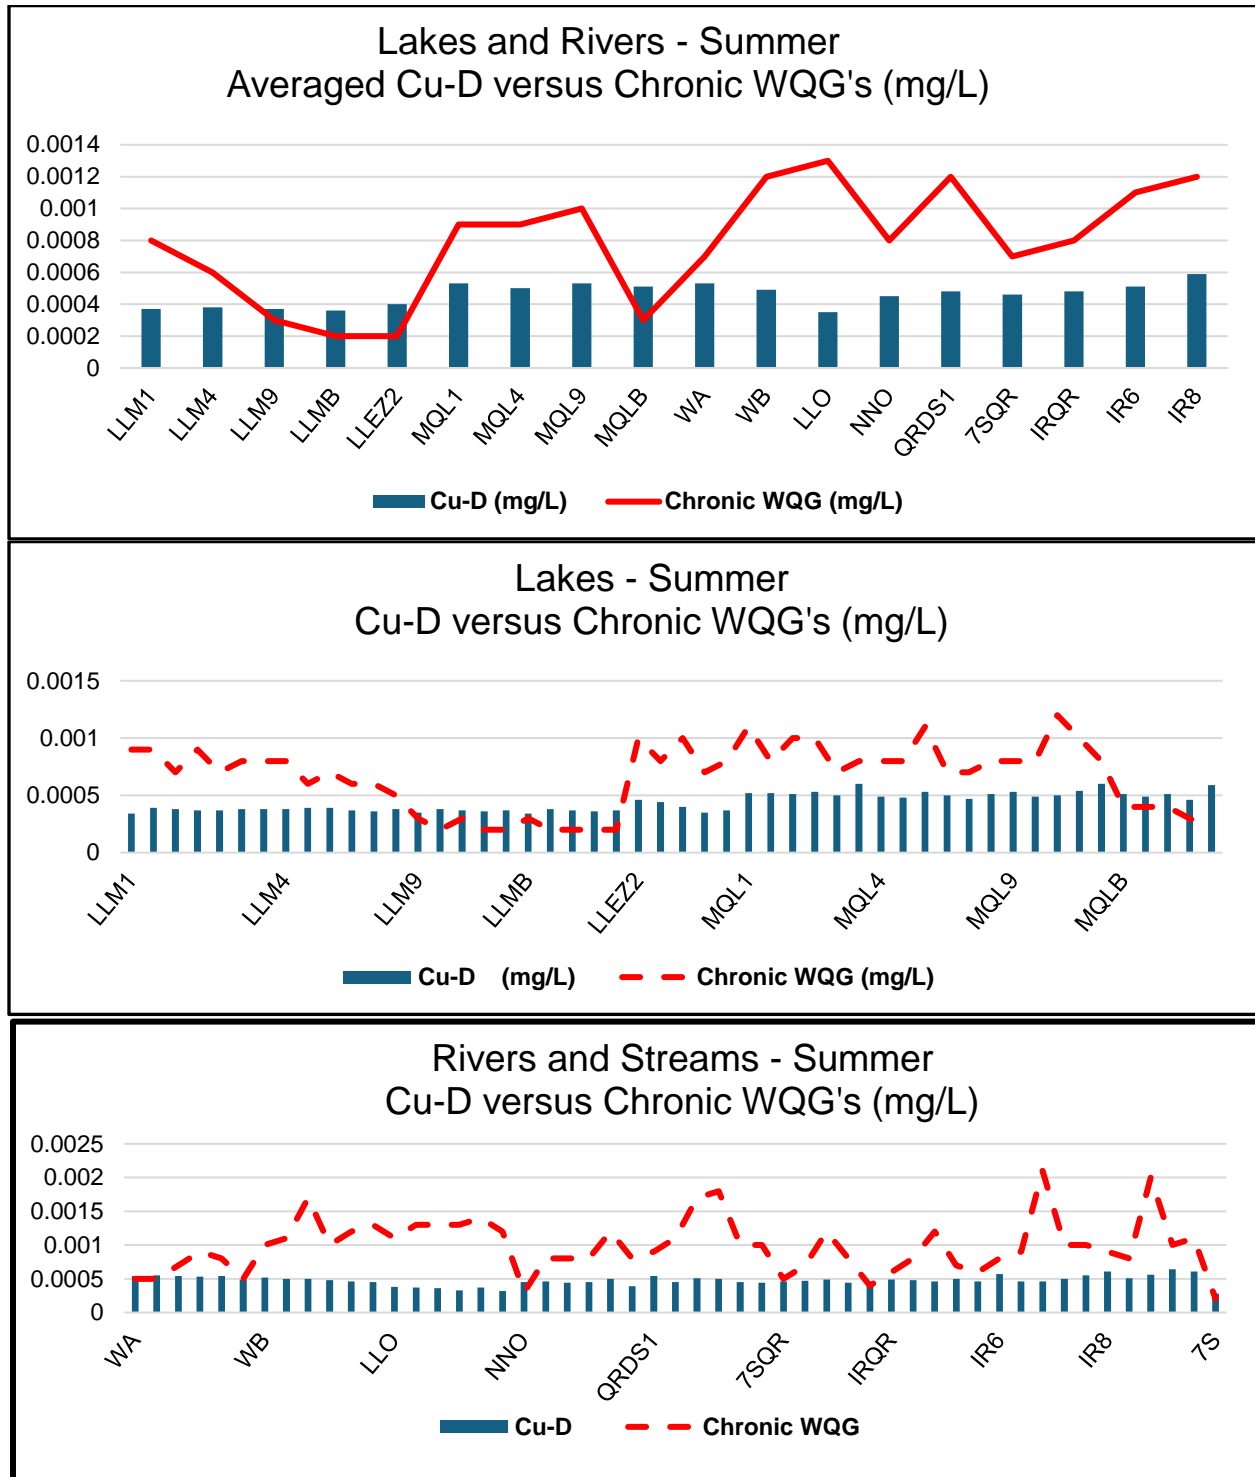 Lakes and Rivers - Summer
Averaged Cu-D versus Chronic WQG's (mg/L)
0.0014
0.0012
0.001
0.0008
0.0006
0.0004
0.0002
0
LLM1 LLM4 LLM9 LLMB LLEZ2 MQL1 MQL4 MQL9 MQLB WA WB LLO NNO QRDS1 7SQR IRQR IR6 IR8
Cu-D (mg/L) Chronic WQG (mg/L)
Lakes - Summer
Cu-D versus Chronic WQG's (mg/L)
0.0015
0.001
0.0005
0
LLM1 LLM4 LLM9 LLMB LLEZ2 MQL1 MQL4 MQL9 MQLB
Cu-D (mg/L) Chronic WQG (mg/L)
Rivers and Streams - Summer
Cu-D versus Chronic WQG's (mg/L)
0.0025
0.002
0.0015
0.001
0.0005
0
WA WB LLO NNO QRDS1 7SQR IRQR IR6 IR8 7S
Cu-D Chronic WQG